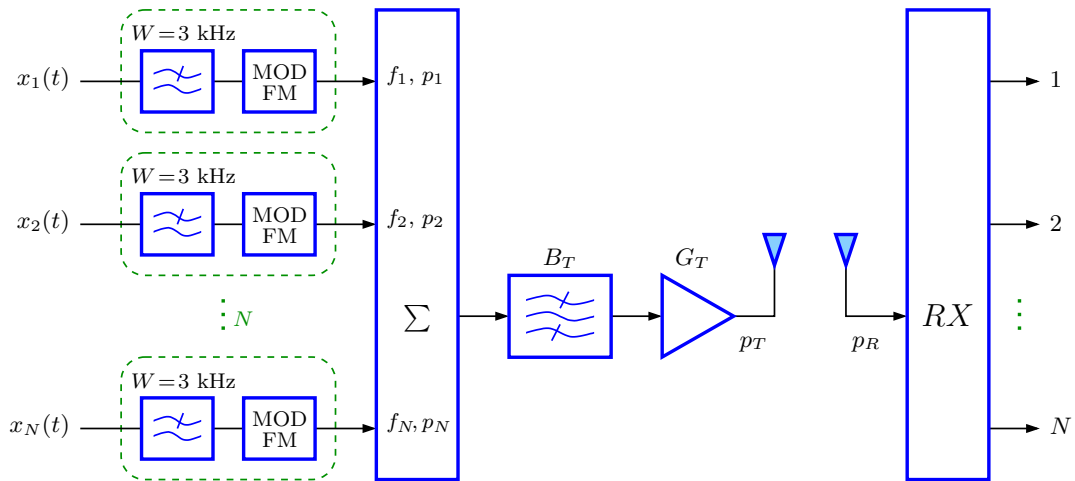 W = 3 kHz
x₁(t)
MOD
FM
f₁, p₁
1
W = 3 kHz
x₂(t)
MOD
FM
f₂, p₂
2
B_T
G_T
⋮ N
Σ
p_T
p_R
RX
⋮
W = 3 kHz
x_N(t)
MOD
FM
f_N, p_N
N